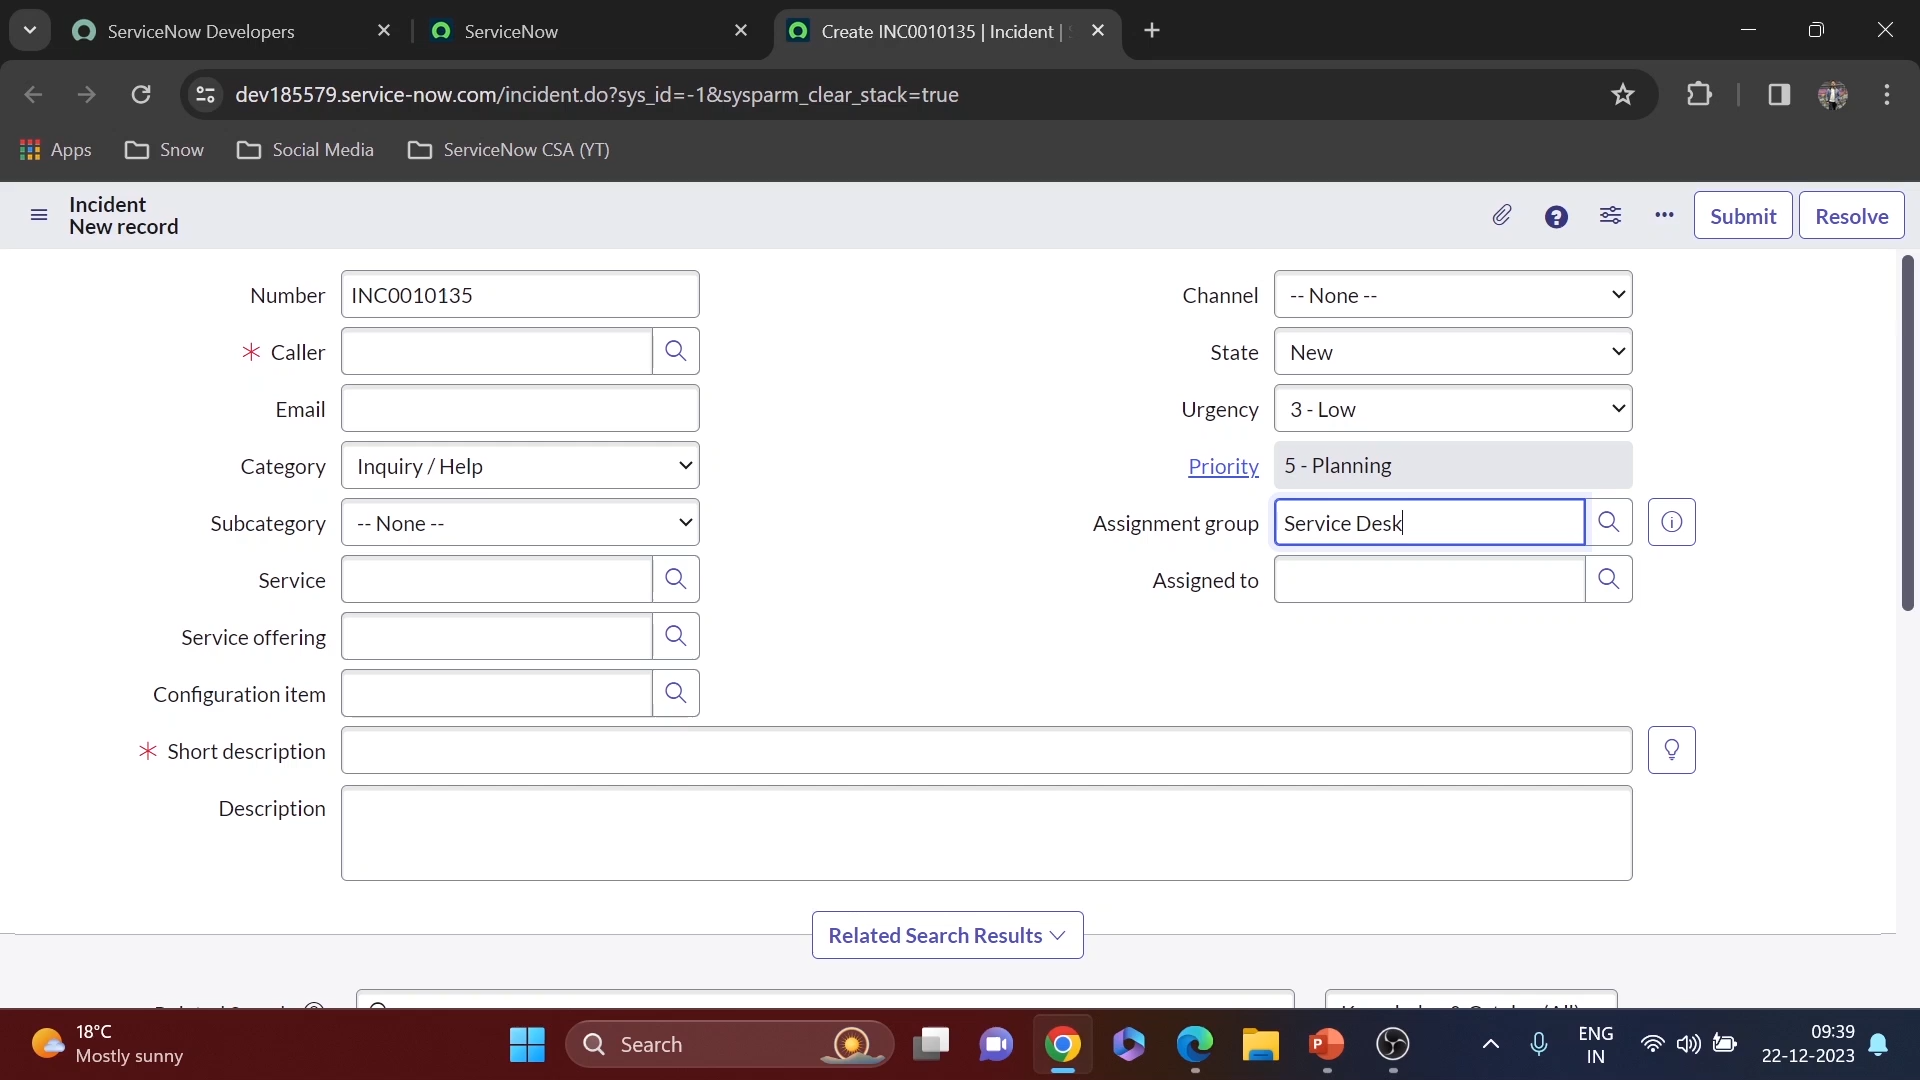 ServiceNow Developers
ServiceNow
Create INC0010135 | Incident |
dev185579.service-now.com/incident.do?sys_id=-1&sysparm_clear_stack=true
Apps
Snow
Social Media
ServiceNow CSA (YT)
Incident
New record
Submit
Resolve
Number
INC0010135
Channel
-- None --
* Caller
State
New
Email
Urgency
3 - Low
Category
Inquiry / Help
Priority
5 - Planning
Subcategory
-- None --
Assignment group
Service Desk
Service
Assigned to
Service offering
Configuration item
* Short description
Description
Related Search Results
18°C
Mostly sunny
Search
ENG
IN
09:39
22-12-2023